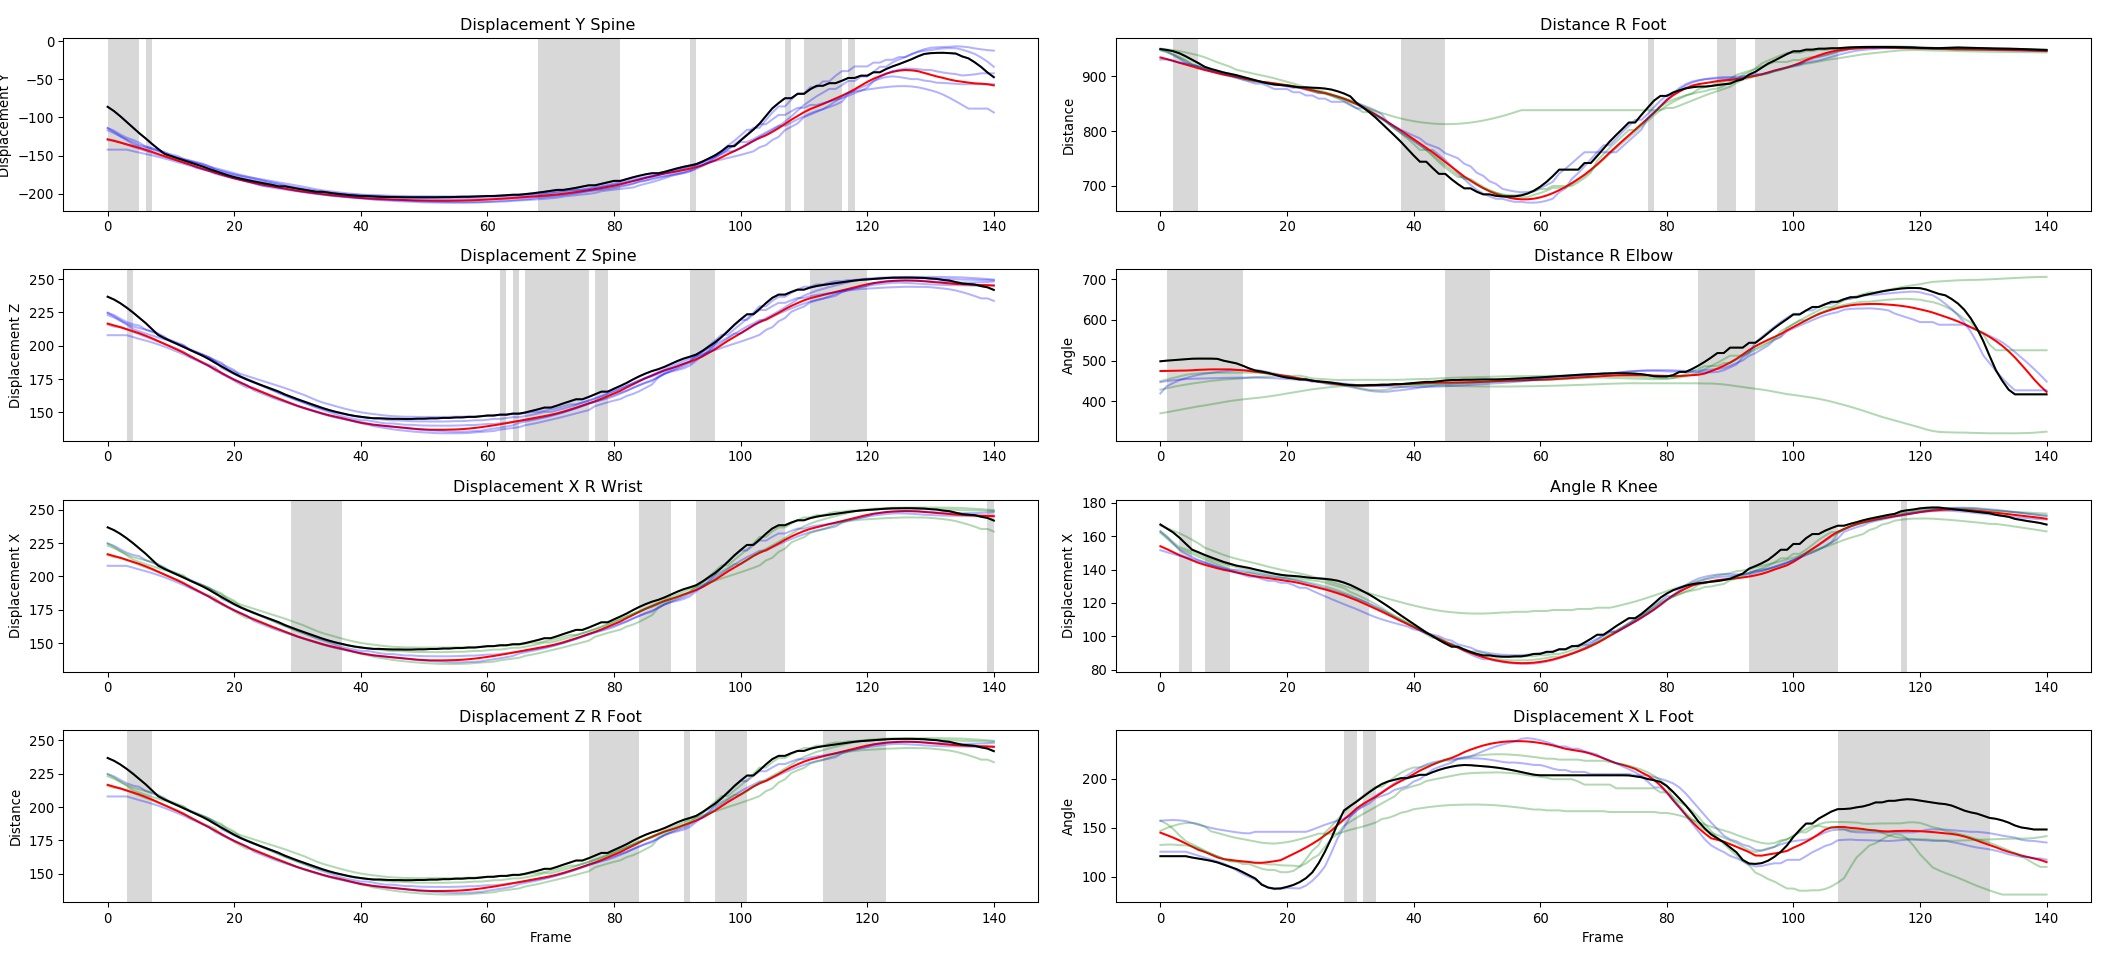 Displacement Y Spine
Displacement Y
0
−50
−100
−150
−200
0 20 40 60 80 100 120 140
Distance R Foot
Distance
900
800
700
0 20 40 60 80 100 120 140
Displacement Z Spine
Displacement Z
250
225
200
175
150
0 20 40 60 80 100 120 140
Distance R Elbow
Angle
700
600
500
400
0 20 40 60 80 100 120 140
Displacement X R Wrist
Displacement X
250
225
200
175
150
0 20 40 60 80 100 120 140
Angle R Knee
Displacement X
180
160
140
120
100
80
0 20 40 60 80 100 120 140
Displacement Z R Foot
Distance
250
225
200
175
150
0 20 40 60 80 100 120 140
Frame
Displacement X L Foot
Angle
200
150
100
0 20 40 60 80 100 120 140
Frame